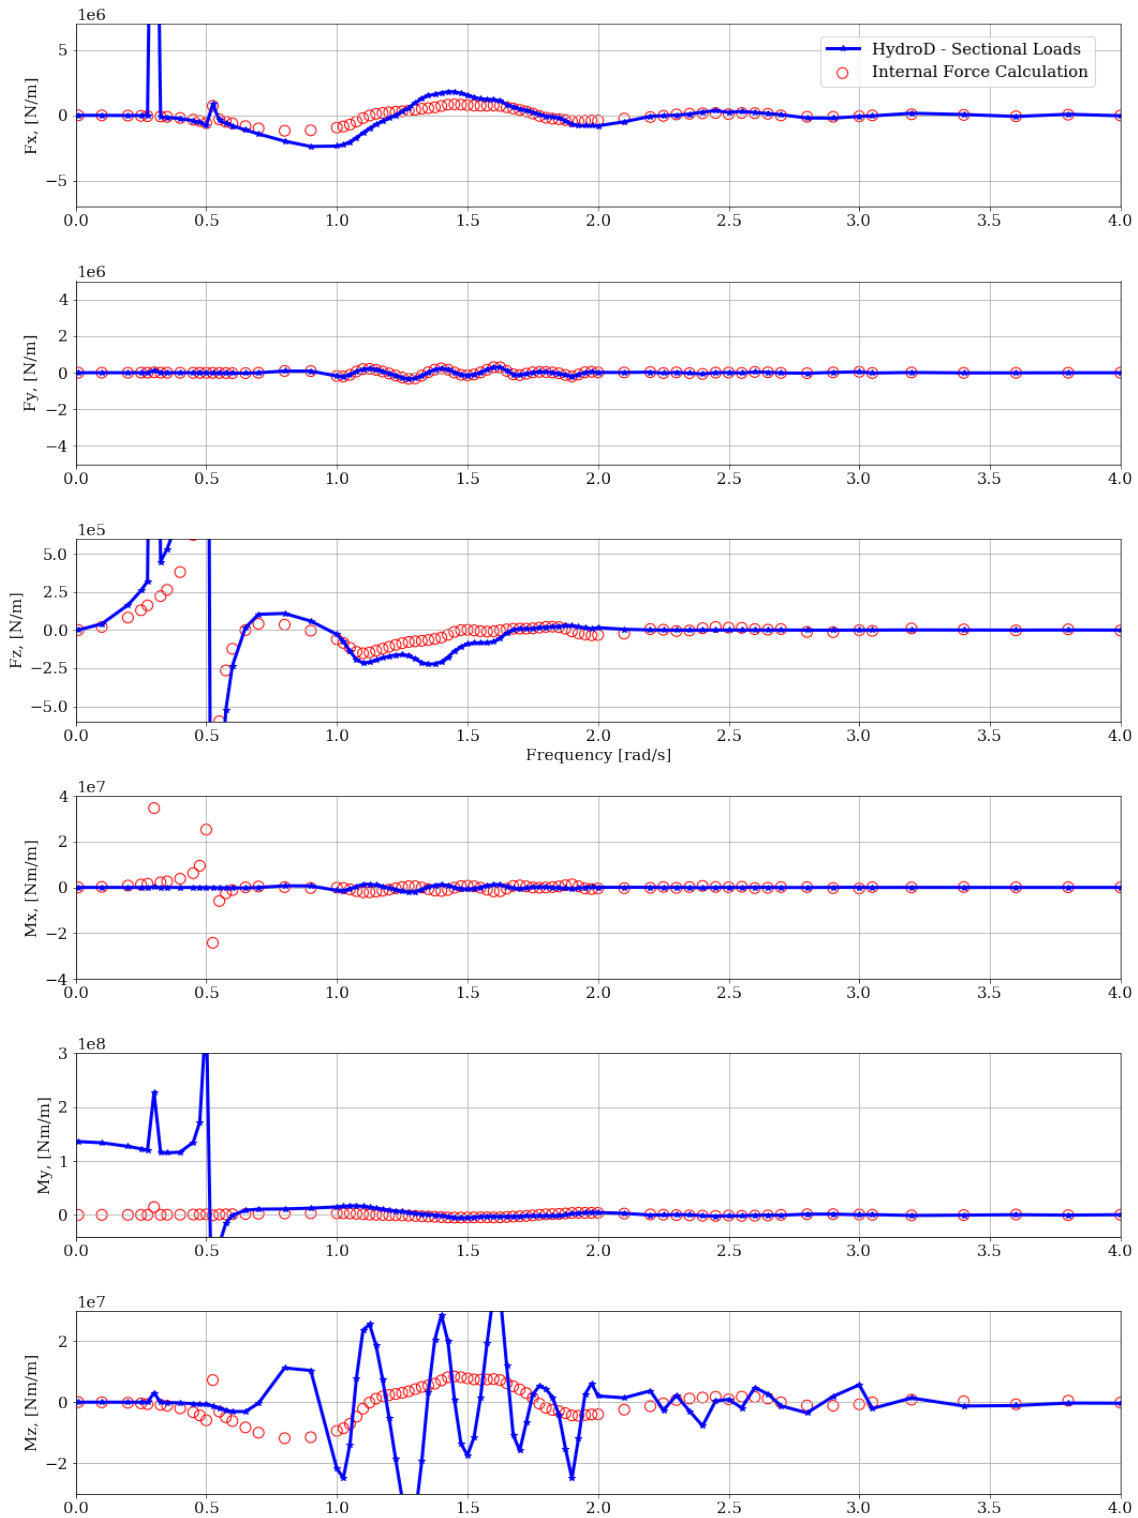 1e6
HydroD - Sectional Loads
Internal Force Calculation
Fx, [N/m]
5
0
−5
0.0 0.5 1.0 1.5 2.0 2.5 3.0 3.5 4.0
1e6
Fy, [N/m]
4
2
0
−2
−4
0.0 0.5 1.0 1.5 2.0 2.5 3.0 3.5 4.0
1e5
Fz, [N/m]
5.0
2.5
0.0
−2.5
−5.0
0.0 0.5 1.0 1.5 2.0 2.5 3.0 3.5 4.0
Frequency [rad/s]
1e7
Mx, [Nm/m]
4
2
0
−2
−4
0.0 0.5 1.0 1.5 2.0 2.5 3.0 3.5 4.0
1e8
My, [Nm/m]
3
2
1
0
0.0 0.5 1.0 1.5 2.0 2.5 3.0 3.5 4.0
1e7
Mz, [Nm/m]
2
0
−2
0.0 0.5 1.0 1.5 2.0 2.5 3.0 3.5 4.0